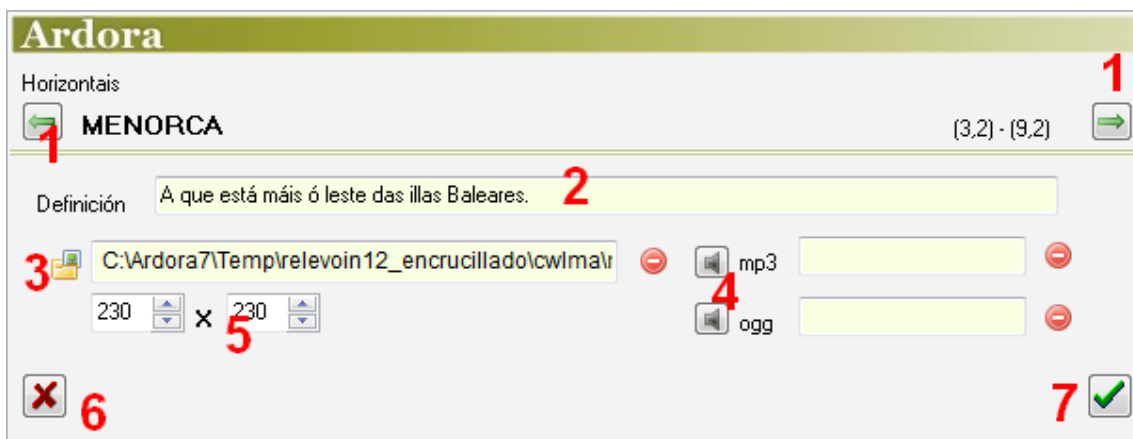 Ardora
Horizontais
1
1 MENORCA (3,2) - (9,2)
Definición A que está máis ó leste das illas Baleares. 2
3 C:\Ardora7\Temp\relevoin12_encrucillado\cwlma\ mp3
4
230 x 230 ogg
5
6 7